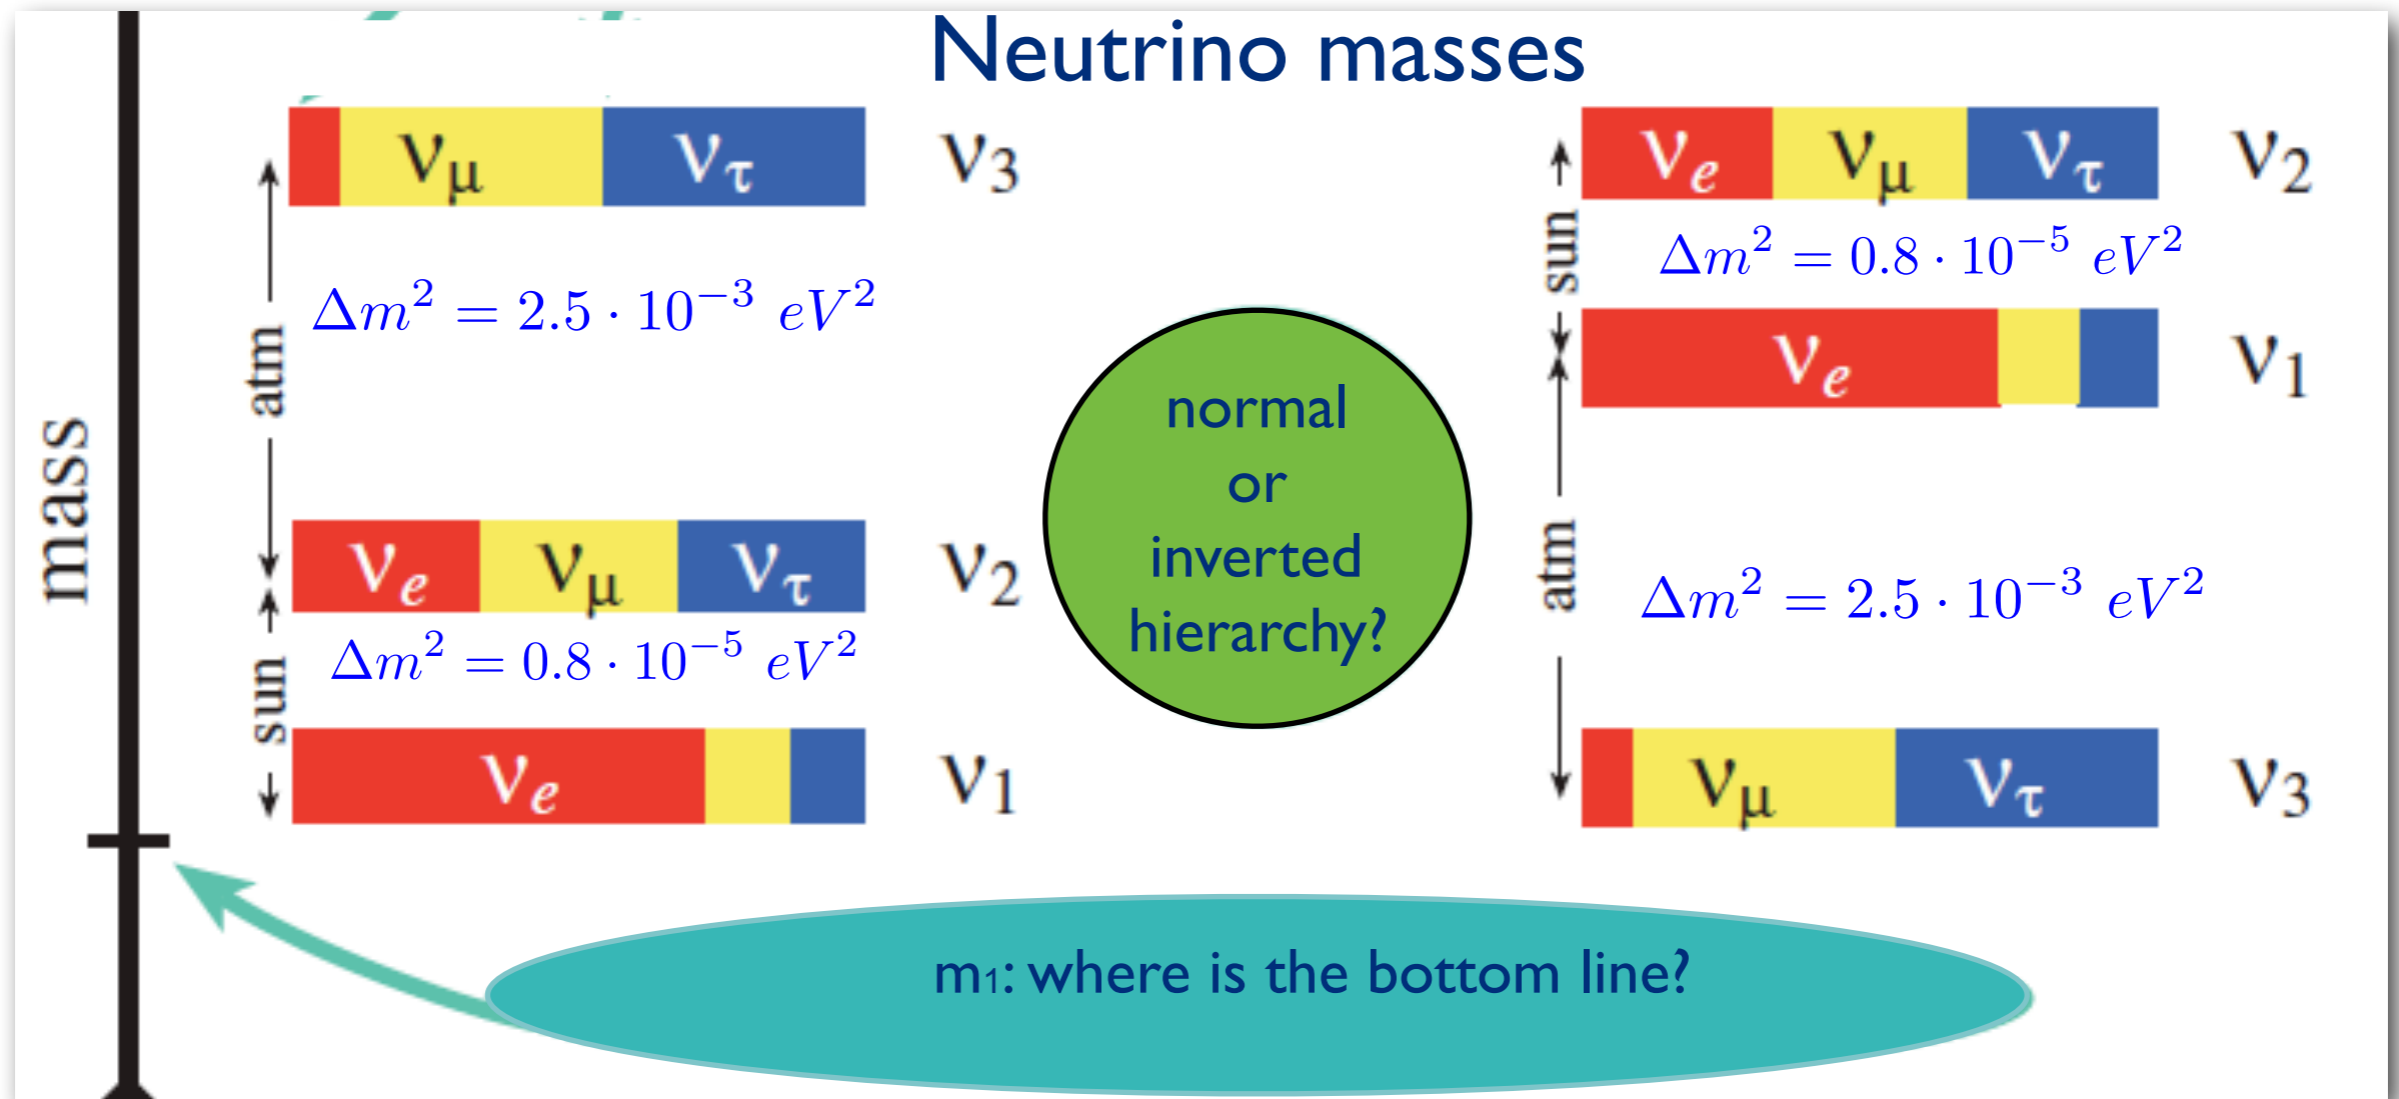 Neutrino masses
mass
νμ ντ ν3
atm
Δm² = 2.5 · 10⁻³ eV²
νe νμ ντ ν2
sun
Δm² = 0.8 · 10⁻⁵ eV²
νe ν1
normal
or
inverted
hierarchy?
νe νμ ντ ν2
sun
Δm² = 0.8 · 10⁻⁵ eV²
νe ν1
atm
Δm² = 2.5 · 10⁻³ eV²
νμ ντ ν3
m1: where is the bottom line?